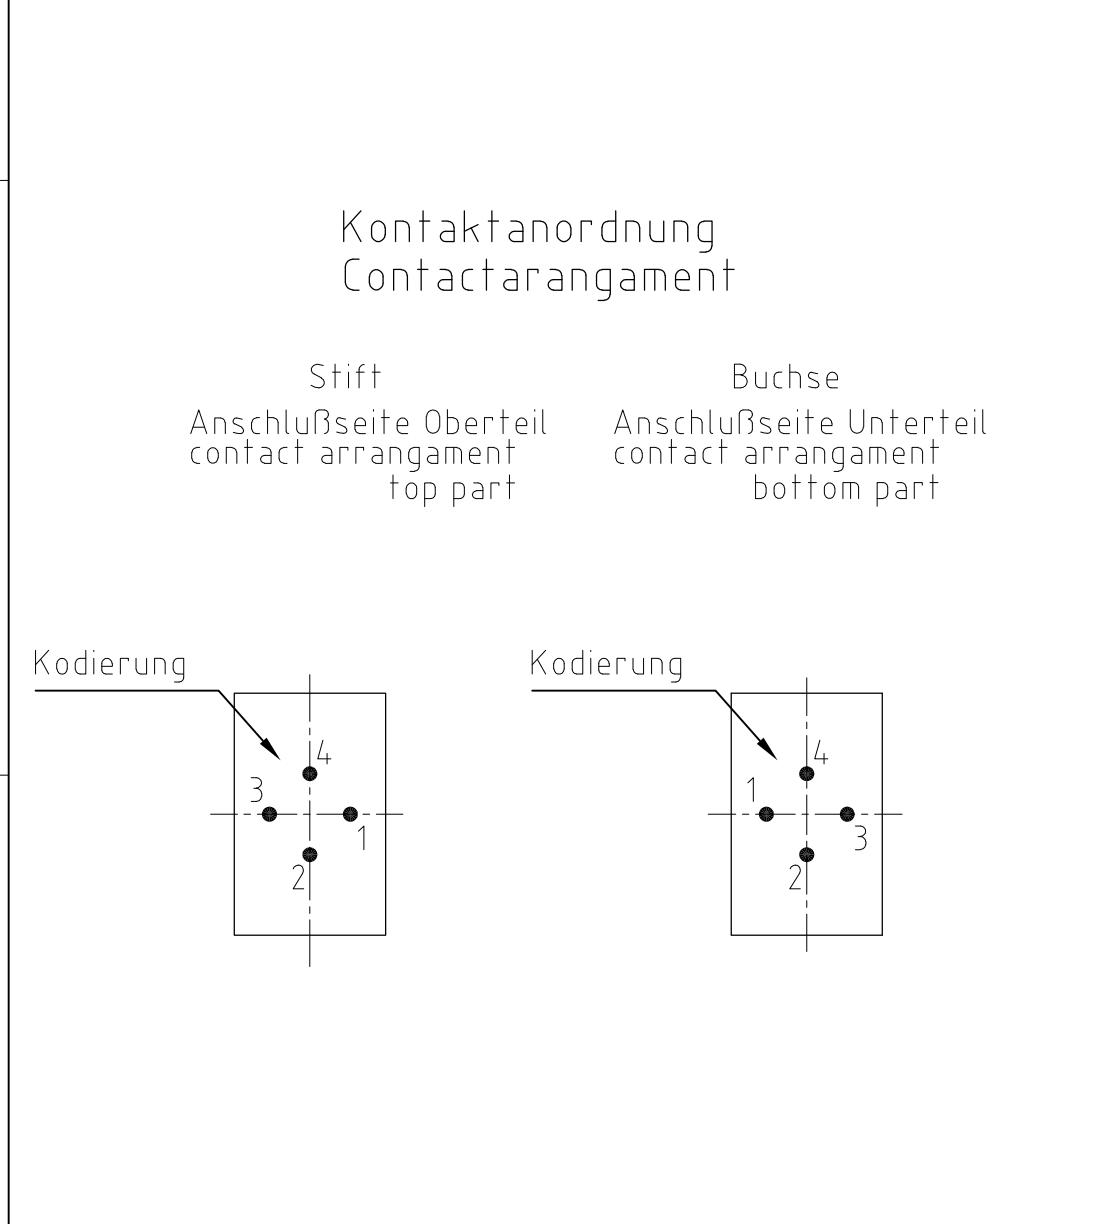 Kontaktanordnung
Contactarangament
Stift
Anschlußseite Oberteil
contact arrangament
top part
Buchse
Anschlußseite Unterteil
contact arrangament
bottom part
Kodierung
4
3
1
2
Kodierung
4
1
3
2